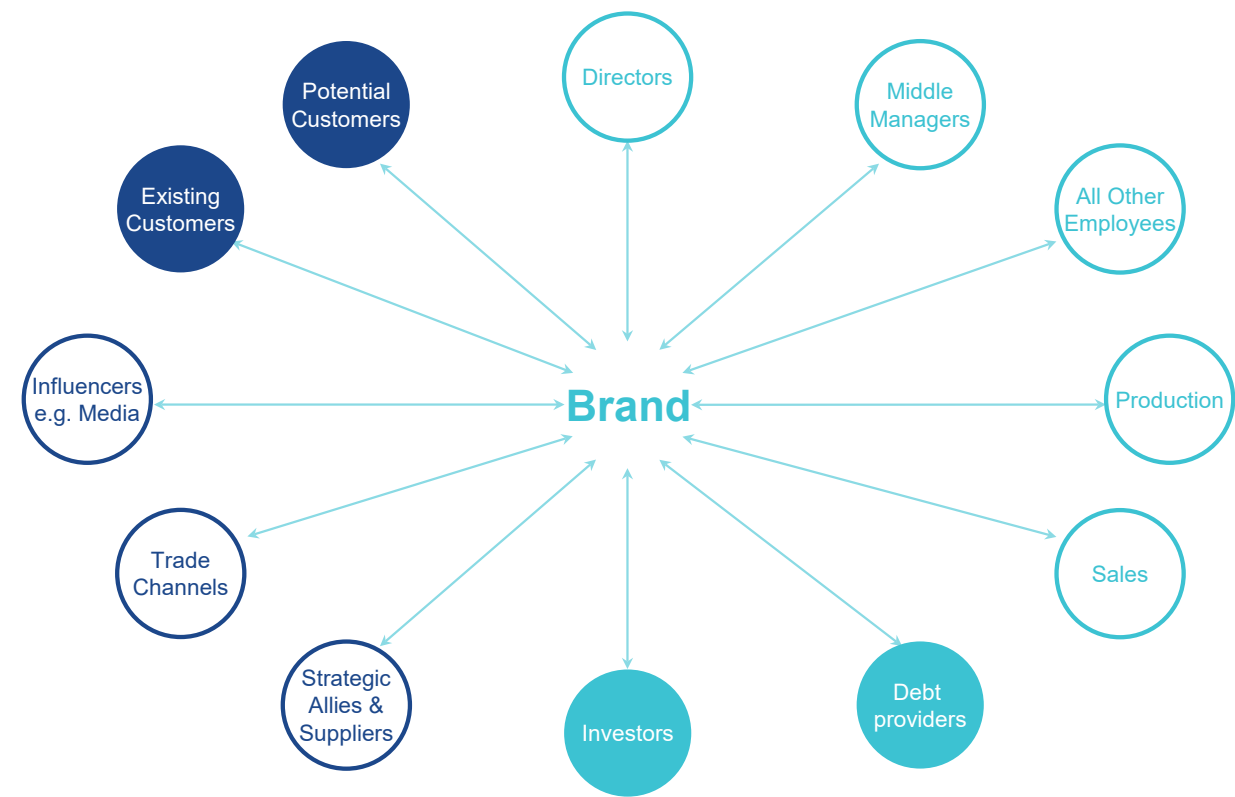 Directors
Middle
Managers
All Other
Employees
Production
Sales
Debt
providers
Investors
Strategic
Allies &
Suppliers
Trade
Channels
Influencers
e.g. Media
Existing
Customers
Potential
Customers
Brand